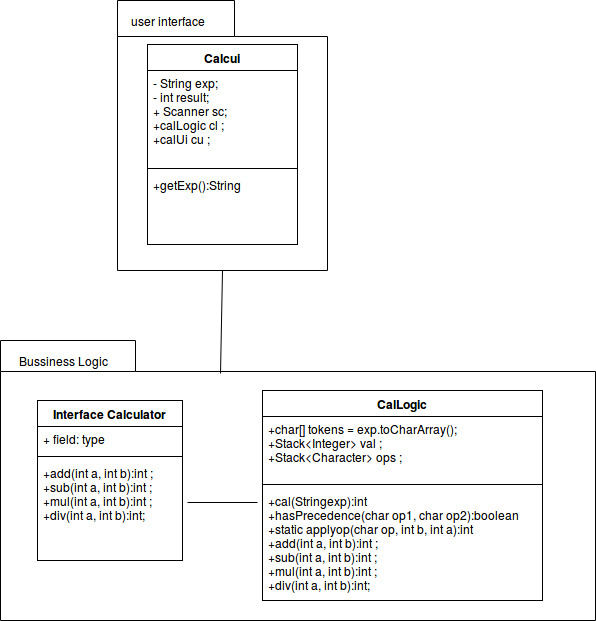 user interface
Calcui
- String exp;
- int result;
+ Scanner sc;
+calLogic cl ;
+calUi cu ;
+getExp():String
Bussiness Logic
Interface Calculator
+ field: type
+add(int a, int b):int ;
+sub(int a, int b):int ;
+mul(int a, int b):int ;
+div(int a, int b):int;
CalLogic
+char[] tokens = exp.toCharArray();
+Stack<Integer> val ;
+Stack<Character> ops ;
+cal(Stringexp):int
+hasPrecedence(char op1, char op2):boolean
+static applyop(char op, int b, int a):int
+add(int a, int b):int ;
+sub(int a, int b):int ;
+mul(int a, int b):int ;
+div(int a, int b):int;